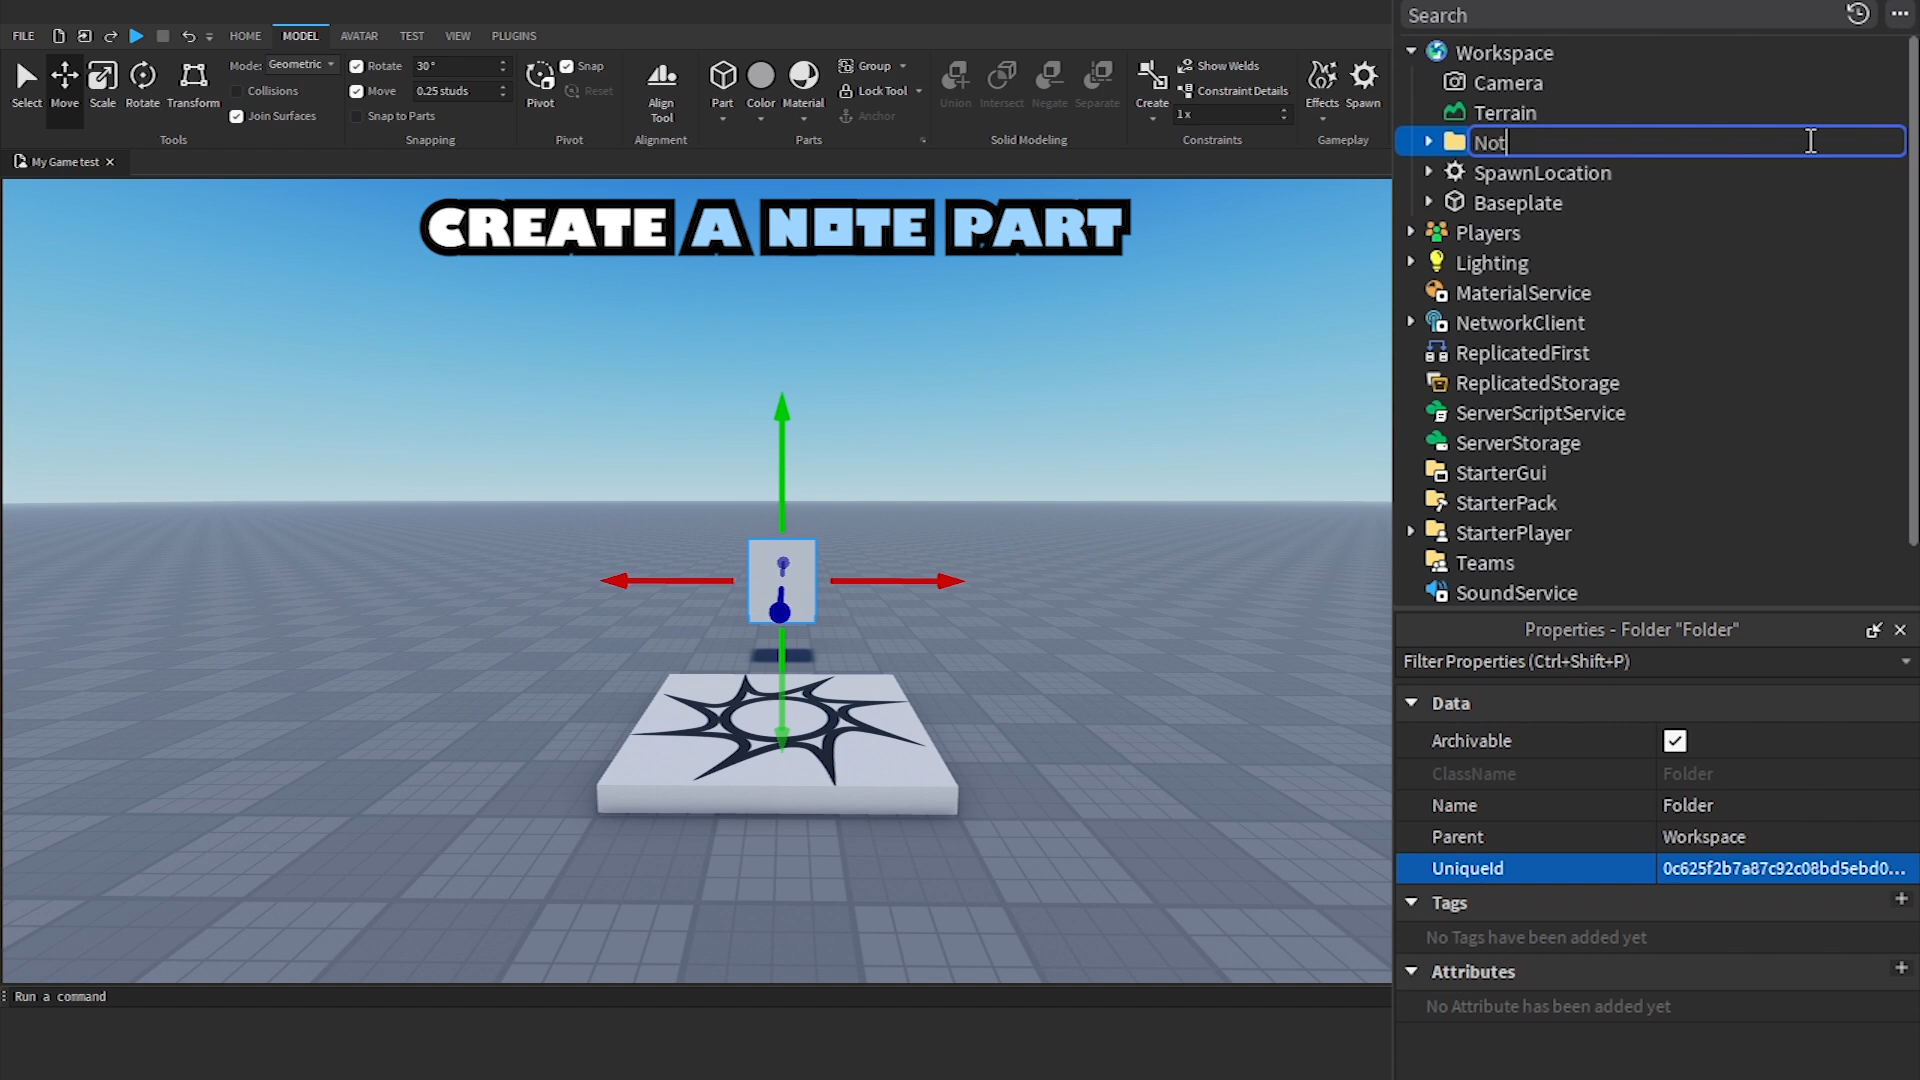 FILE HOME MODEL AVATAR TEST VIEW PLUGINS
Select Move Scale Rotate Transform
Mode: Geometric
Collisions
Join Surfaces
Tools
Rotate 30°
Move 0.25 studs
Snap to Parts
Snapping
Pivot Snap
Reset
Pivot
Align Tool
Alignment
Part Color Material
Group
Lock Tool
Anchor
Parts
Union Intersect Negate Separate
Solid Modeling
Create Show Welds
Constraint Details
1x
Constraints
Effects Spawn
Gameplay
My Game test
CREATE A NOTE PART
Run a command
Search
Workspace
Camera
Terrain
Not
SpawnLocation
Baseplate
Players
Lighting
MaterialService
NetworkClient
ReplicatedFirst
ReplicatedStorage
ServerScriptService
ServerStorage
StarterGui
StarterPack
StarterPlayer
Teams
SoundService
Properties - Folder "Folder"
Filter Properties (Ctrl+Shift+P)
Data
Archivable
ClassName Folder
Name Folder
Parent Workspace
UniqueId 0c625f2b7a87c92c08bd5ebd0...
Tags
No Tags have been added yet
Attributes
No Attribute has been added yet